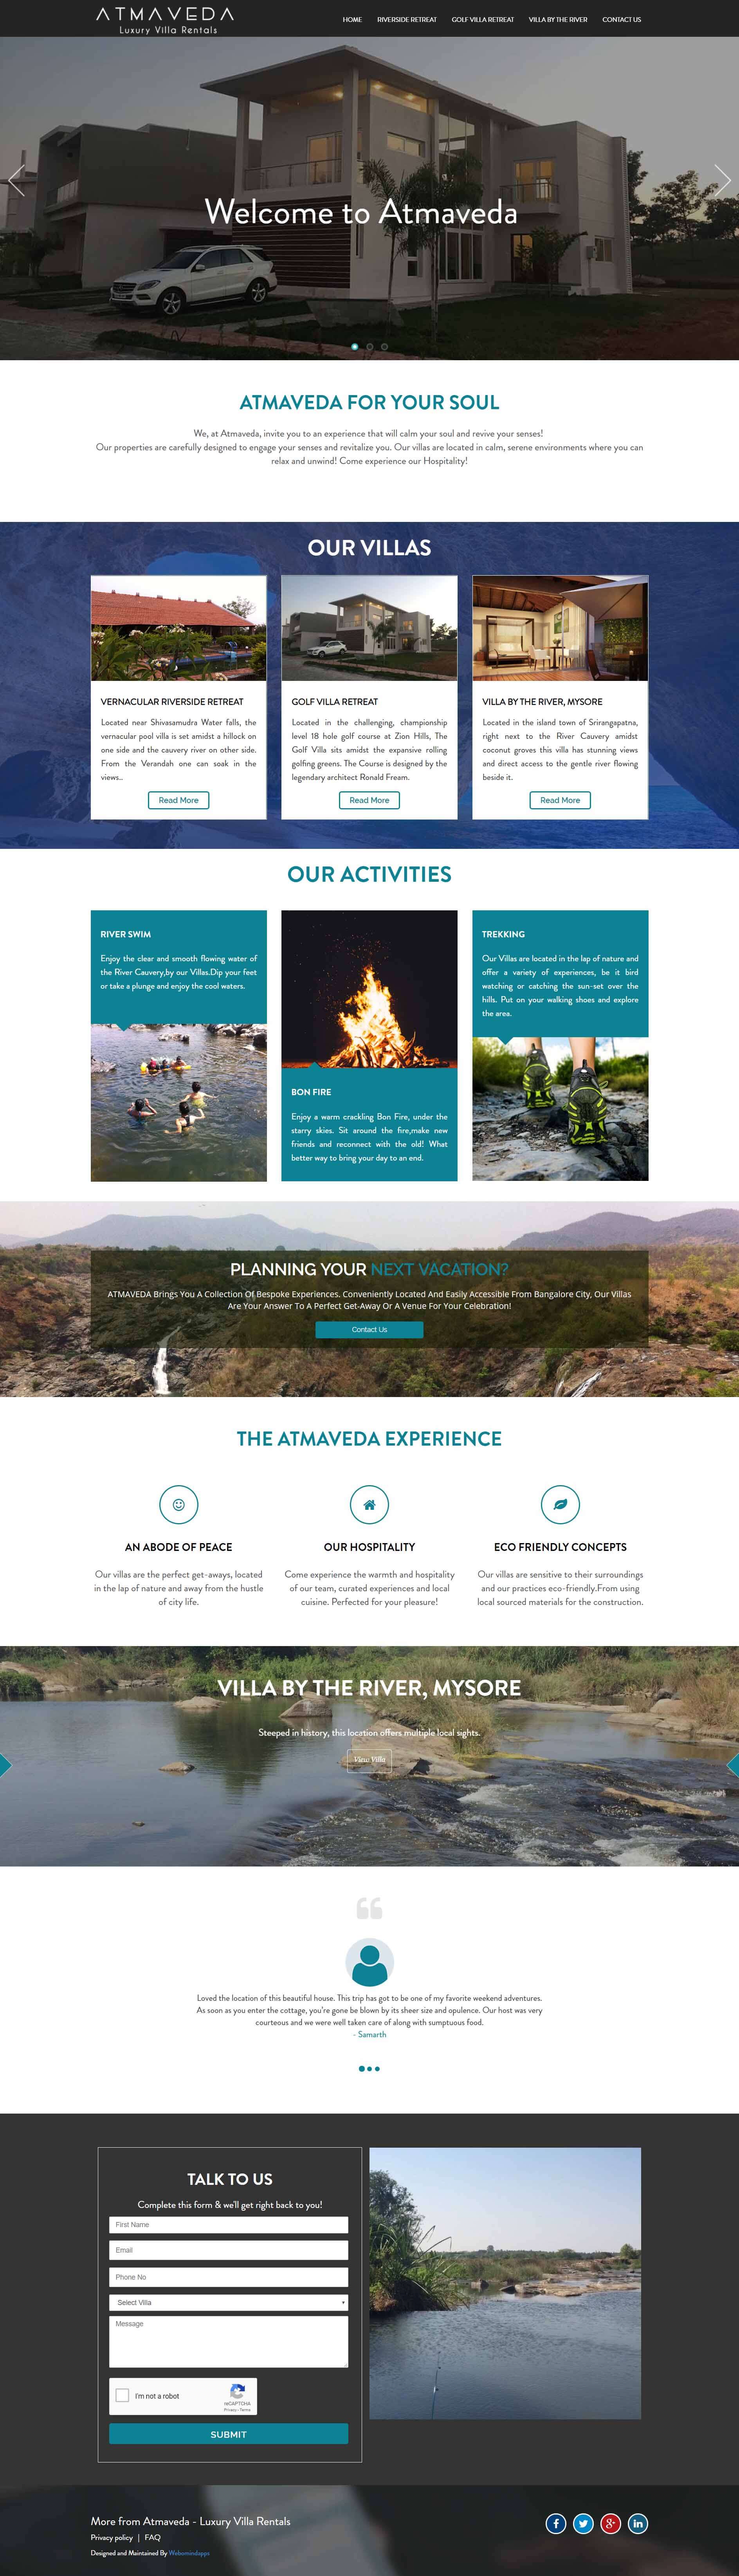 ATMAVEDA
Luxury Villa Rentals
HOME
RIVERSIDE RETREAT
GOLF VILLA RETREAT
VILLA BY THE RIVER
CONTACT US
Welcome to Atmaveda
ATMAVEDA FOR YOUR SOUL
We, at Atmaveda, invite you to an experience that will calm your soul and revive your senses!
Our properties are carefully designed to engage your senses and revitalize you. Our villas are located in calm, serene environments where you can
relax and unwind! Come experience our Hospitality!
OUR VILLAS
VERNACULAR RIVERSIDE RETREAT
Located near Shivasamudra Water falls, the
vernacular pool villa is set amidst a hillock on
one side and the cauvery river on other side.
From the Verandah one can soak in the
views..
Read More
GOLF VILLA RETREAT
Located in the challenging, championship
level 18 hole golf course at Zion Hills, The
Golf Villa sits amidst the expansive rolling
golfing greens. The Course is designed by the
legendary architect Ronald Fream.
Read More
VILLA BY THE RIVER, MYSORE
Located in the island town of Srirangapatna,
right next to the River Cauvery amidst
coconut groves this villa has stunning views
and direct access to the gentle river flowing
beside it.
Read More
OUR ACTIVITIES
RIVER SWIM
Enjoy the clear and smooth flowing water of
the River Cauvery,by our Villas.Dip your feet
or take a plunge and enjoy the cool waters.
BON FIRE
Enjoy a warm crackling Bon Fire, under the
starry skies. Sit around the fire,make new
friends and reconnect with the old! What
better way to bring your day to an end.
TREKKING
Our Villas are located in the lap of nature and
offer a variety of experiences, be it bird
watching or catching the sun-set over the
hills. Put on your walking shoes and explore
the area.
PLANNING YOUR NEXT VACATION?
ATMAVEDA Brings You A Collection Of Bespoke Experiences. Conveniently Located And Easily Accessible From Bangalore City, Our Villas
Are Your Answer To A Perfect Get-Away Or A Venue For Your Celebration!
Contact Us
THE ATMAVEDA EXPERIENCE
AN ABODE OF PEACE
Our villas are the perfect get-aways, located
in the lap of nature and away from the hustle
of city life.
OUR HOSPITALITY
Come experience the warmth and hospitality
of our team, curated experiences and local
cuisine. Perfected for your pleasure!
ECO FRIENDLY CONCEPTS
Our villas are sensitive to their surroundings
and our practices eco-friendly.From using
local sourced materials for the construction.
VILLA BY THE RIVER, MYSORE
Steeped in history, this location offers multiple local sights.
View Villa
Loved the location of this beautiful house. This trip has got to be one of my favorite weekend adventures.
As soon as you enter the cottage, you're gone be blown by its sheer size and opulence. Our host was very
courteous and we were well taken care of along with sumptuous food.
- Samarth
TALK TO US
Complete this form & we'll get right back to you!
First Name
Email
Phone No
Select Villa
Message
I'm not a robot
reCAPTCHA
Privacy - Terms
SUBMIT
More from Atmaveda - Luxury Villa Rentals
Privacy policy | FAQ
Designed and Maintained By Webomindapps